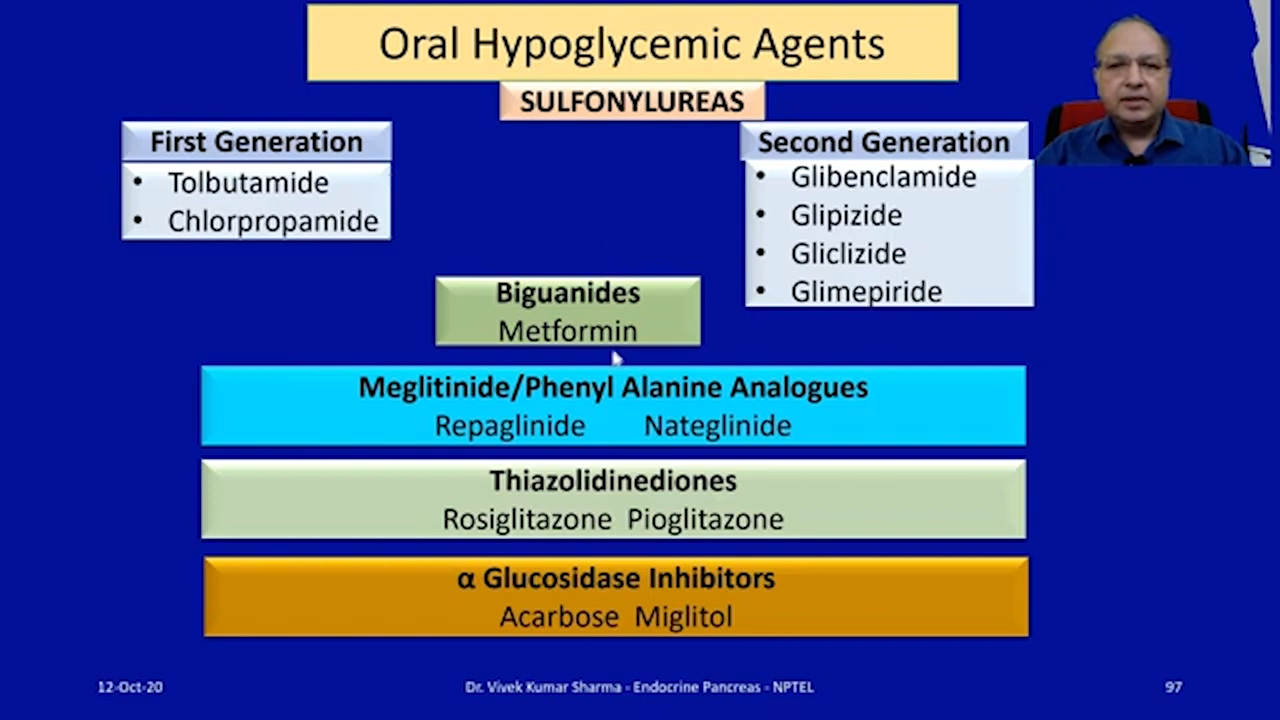 Oral Hypoglycemic Agents
SULFONYLUREAS
First Generation
• Tolbutamide
• Chlorpropamide
Second Generation
• Glibenclamide
• Glipizide
• Gliclizide
• Glimepiride
Biguanides
Metformin
Meglitinide/Phenyl Alanine Analogues
Repaglinide Nateglinide
Thiazolidinediones
Rosiglitazone Pioglitazone
α Glucosidase Inhibitors
Acarbose Miglitol
12-Oct-20 Dr. Vivek Kumar Sharma - Endocrine Pancreas - NPTEL 97